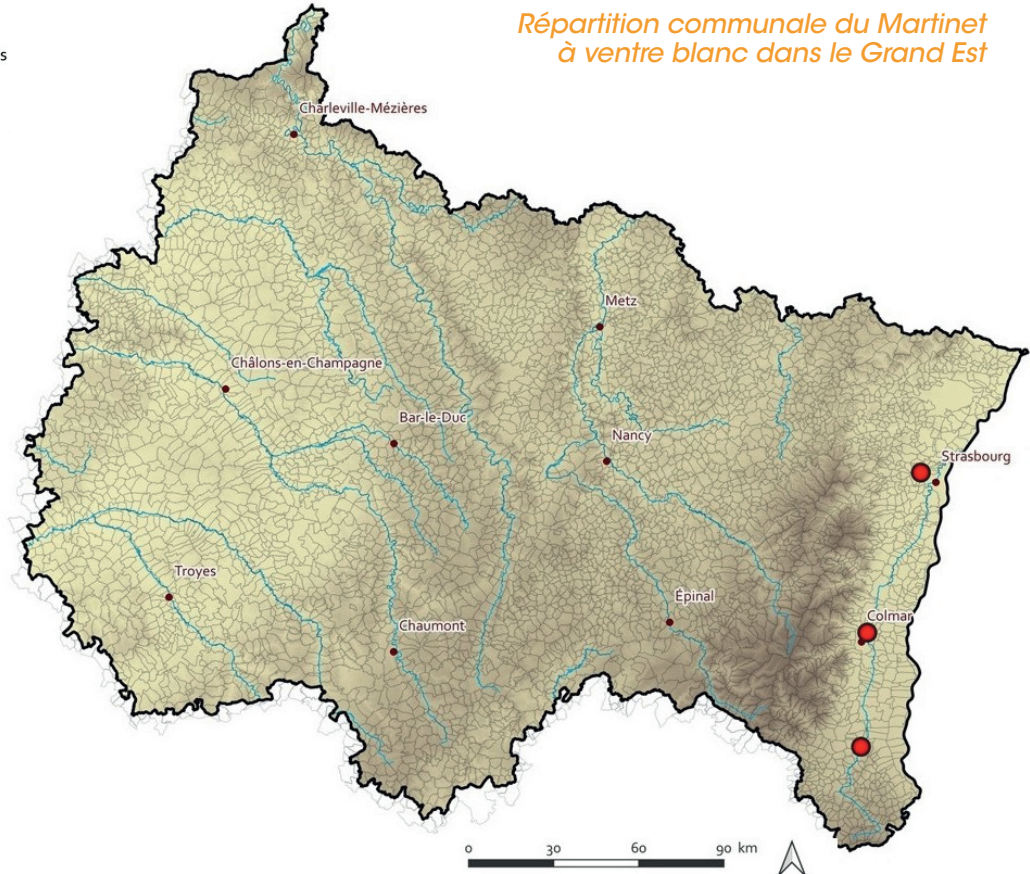 Répartition communale du Martinet
à ventre blanc dans le Grand Est
s
Charleville-Mézières
Metz
Châlons-en-Champagne
Bar-le-Duc
Nancy
Strasbourg
Troyes
Épinal
Colmar
Chaumont
0 30 60 90 km